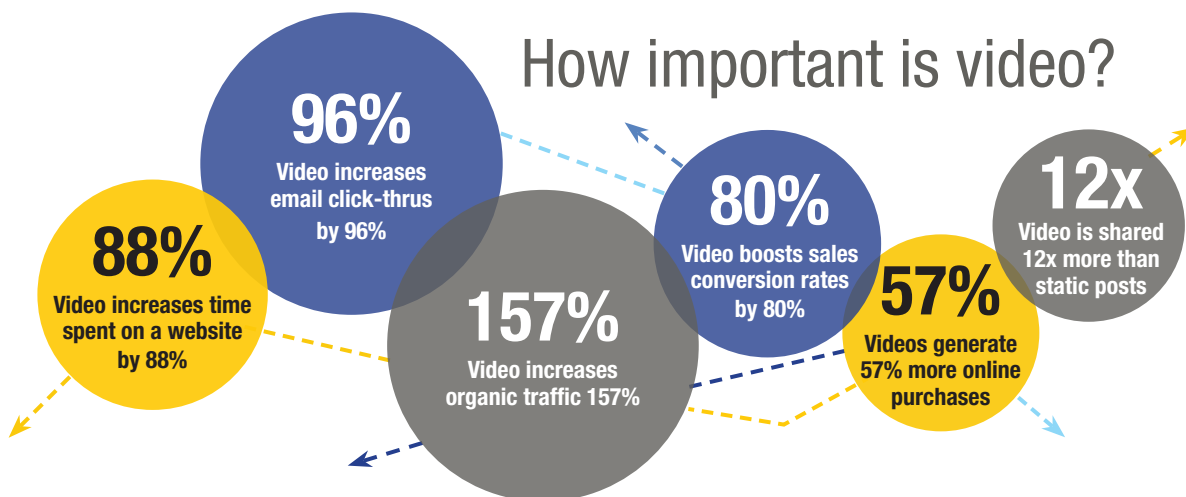 How important is video?
96%
Video increases
email click-thrus
by 96%
88%
Video increases time
spent on a website
by 88%
157%
Video increases
organic traffic 157%
80%
Video boosts sales
conversion rates
by 80%
57%
Videos generate
57% more online
purchases
12x
Video is shared
12x more than
static posts